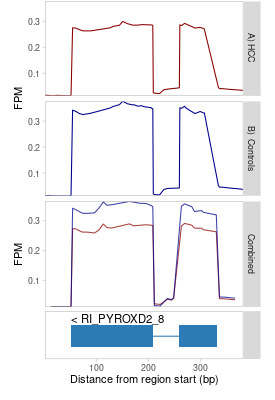 0.3
0.2
0.1
FPM
A) HCC
0.3
0.2
0.1
B) Controls
0.3
0.2
0.1
FPM
Combined
< RI_PYROXD2_8
100 200 300
Distance from region start (bp)